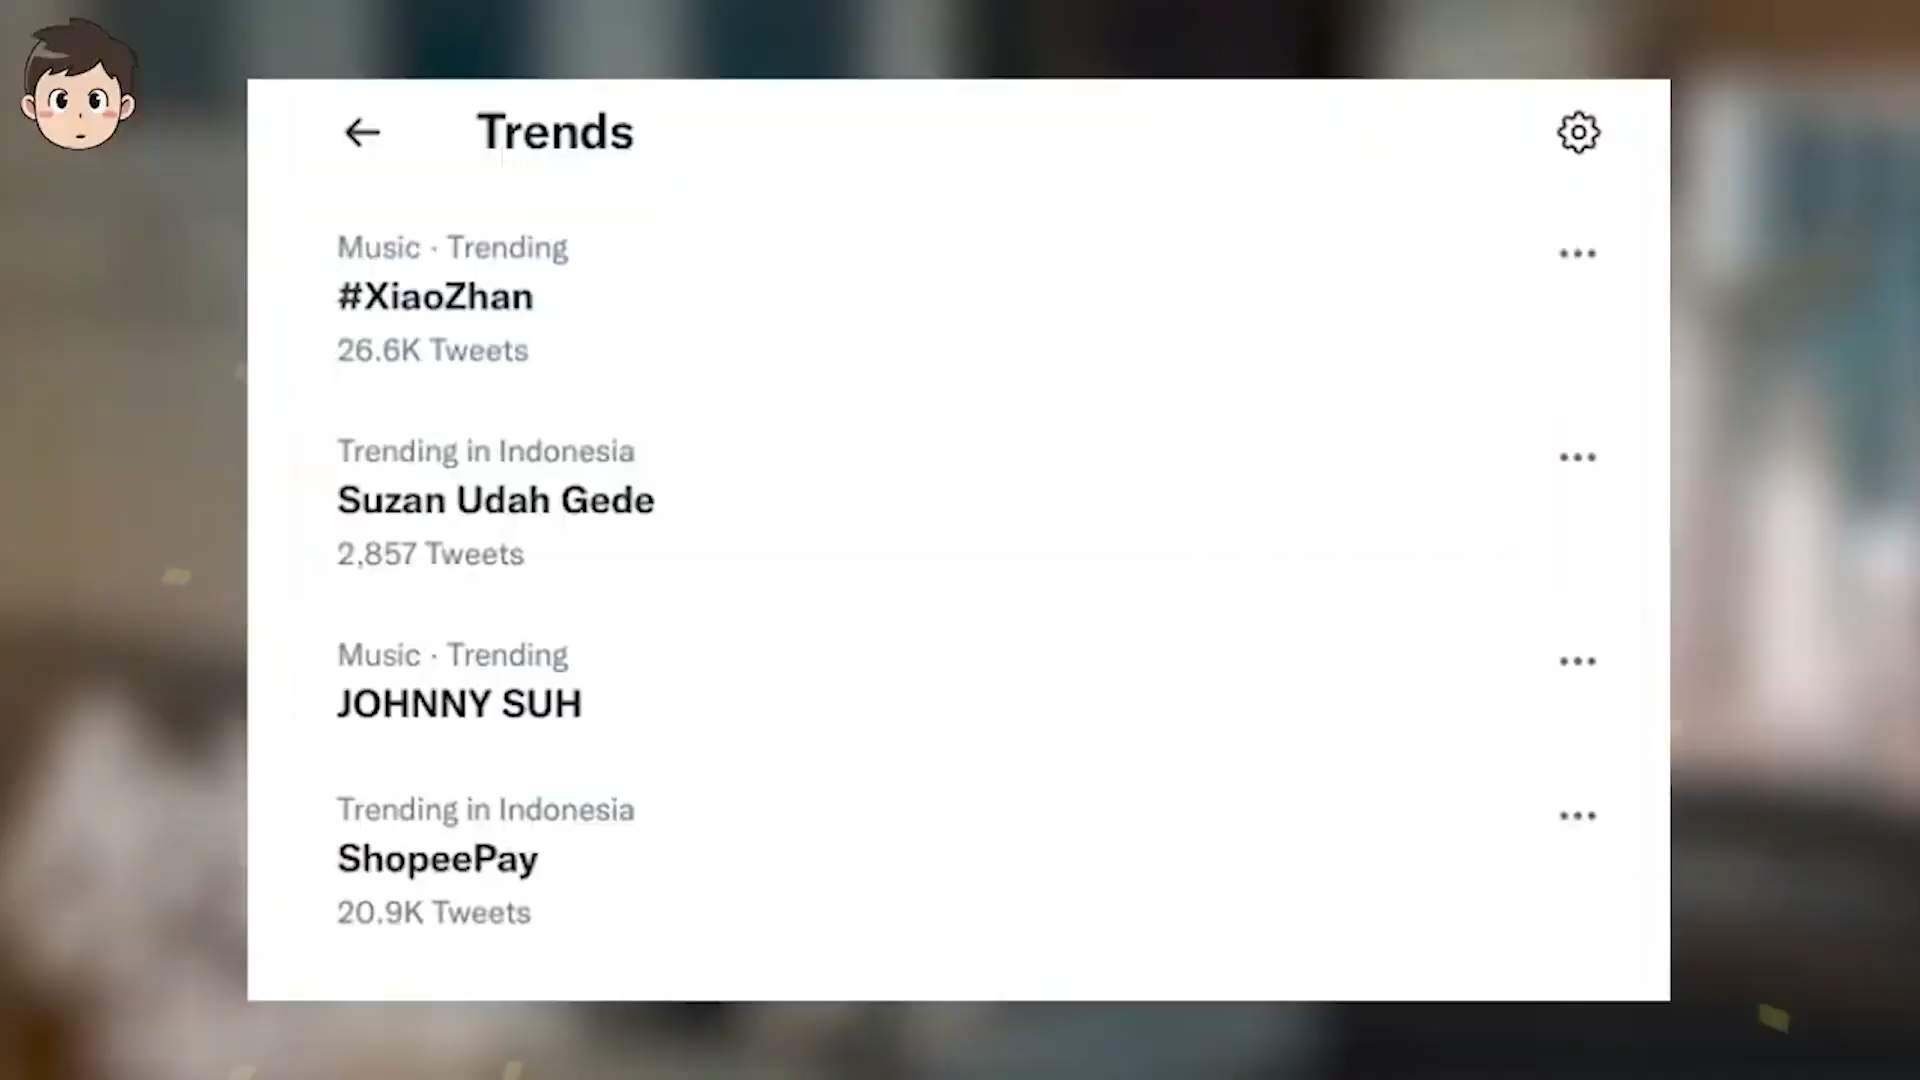 Trends
Music · Trending
#XiaoZhan
26.6K Tweets
Trending in Indonesia
Suzan Udah Gede
2,857 Tweets
Music · Trending
JOHNNY SUH
Trending in Indonesia
ShopeePay
20.9K Tweets